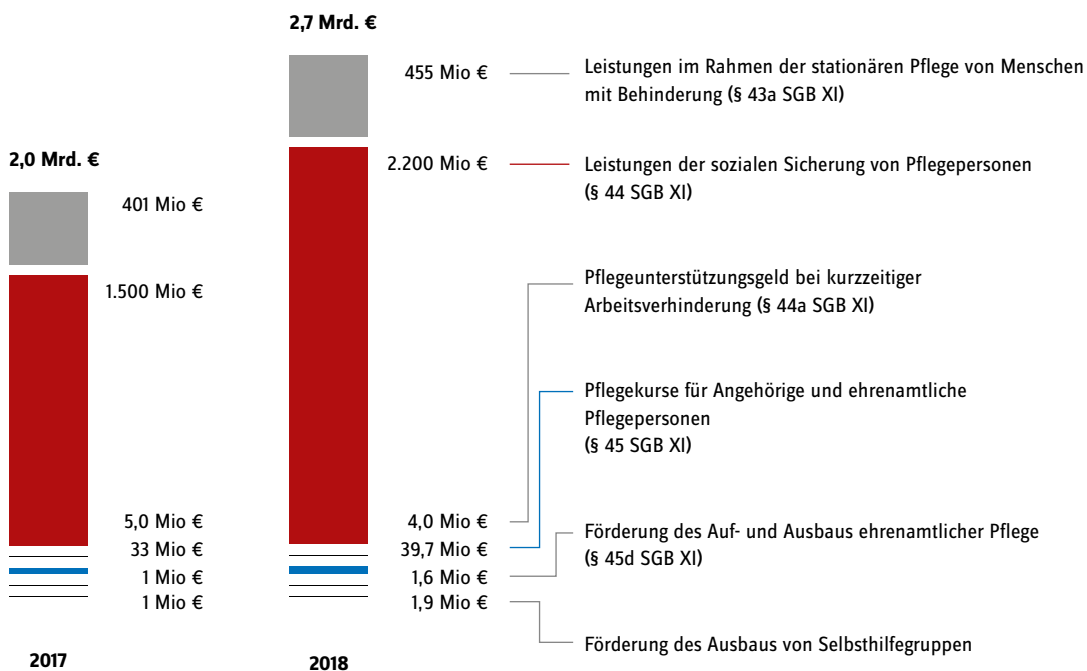 2,7 Mrd. €
455 Mio €
Leistungen im Rahmen der stationären Pflege von Menschen
mit Behinderung (§ 43a SGB XI)
2,0 Mrd. €
2.200 Mio €
Leistungen der sozialen Sicherung von Pflegepersonen
(§ 44 SGB XI)
401 Mio €
1.500 Mio €
Pflegeunterstützungsgeld bei kurzzeitiger
Arbeitsverhinderung (§ 44a SGB XI)
Pflegekurse für Angehörige und ehrenamtliche
Pflegepersonen
(§ 45 SGB XI)
5,0 Mio €
4,0 Mio €
33 Mio €
39,7 Mio €
Förderung des Auf- und Ausbaus ehrenamtlicher Pflege
(§ 45d SGB XI)
1 Mio €
1,6 Mio €
1 Mio €
1,9 Mio €
Förderung des Ausbaus von Selbsthilfegruppen
2017
2018